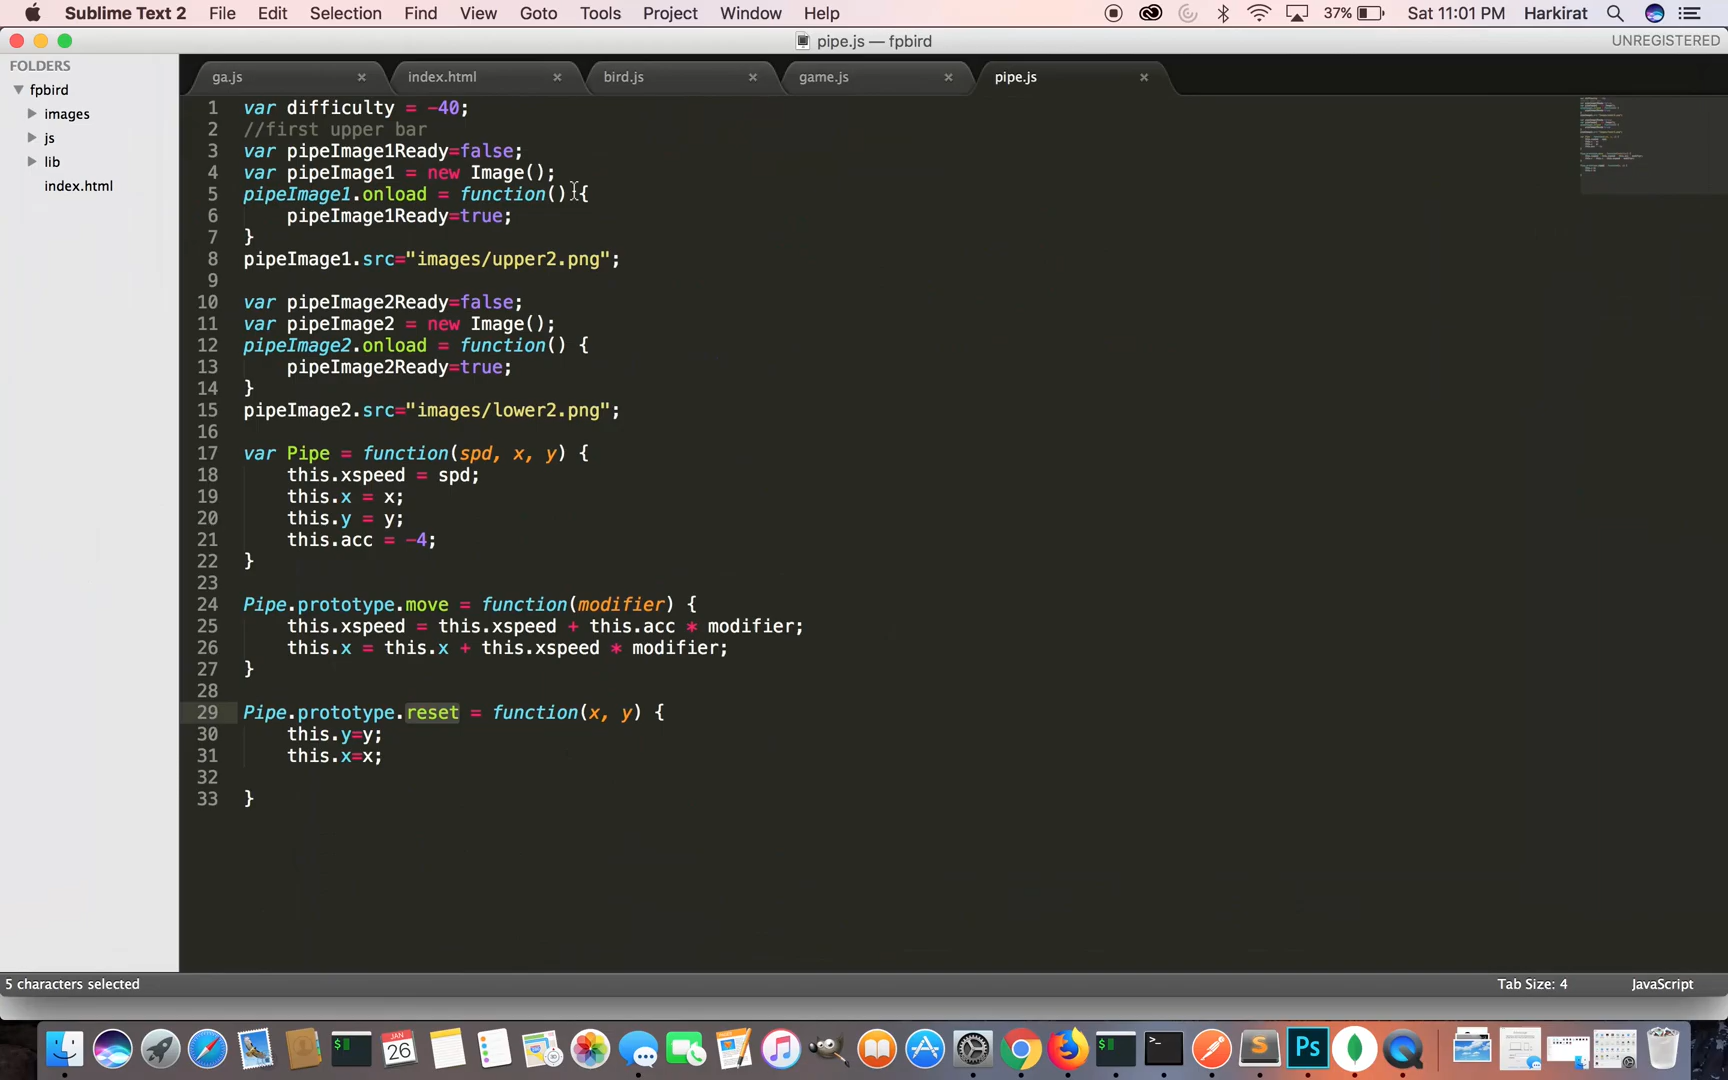 Sublime Text 2 File Edit Selection Find View Goto Tools Project Window Help 37% Sat 11:01 PM Harkirat
pipe.js — fpbird UNREGISTERED
FOLDERS
fpbird
images
js
lib
index.html
ga.js × index.html × bird.js × game.js × pipe.js ×
1 var difficulty = -40;
2 //first upper bar
3 var pipeImage1Ready=false;
4 var pipeImage1 = new Image();
5 pipeImage1.onload = function() {
6 pipeImage1Ready=true;
7 }
8 pipeImage1.src="images/upper2.png";
9
10 var pipeImage2Ready=false;
11 var pipeImage2 = new Image();
12 pipeImage2.onload = function() {
13 pipeImage2Ready=true;
14 }
15 pipeImage2.src="images/lower2.png";
16
17 var Pipe = function(spd, x, y) {
18 this.xspeed = spd;
19 this.x = x;
20 this.y = y;
21 this.acc = -4;
22 }
23
24 Pipe.prototype.move = function(modifier) {
25 this.xspeed = this.xspeed + this.acc * modifier;
26 this.x = this.x + this.xspeed * modifier;
27 }
28
29 Pipe.prototype.reset = function(x, y) {
30 this.y=y;
31 this.x=x;
32
33 }
5 characters selected Tab Size: 4 JavaScript
$ JAN 26 $ >_ S Ps